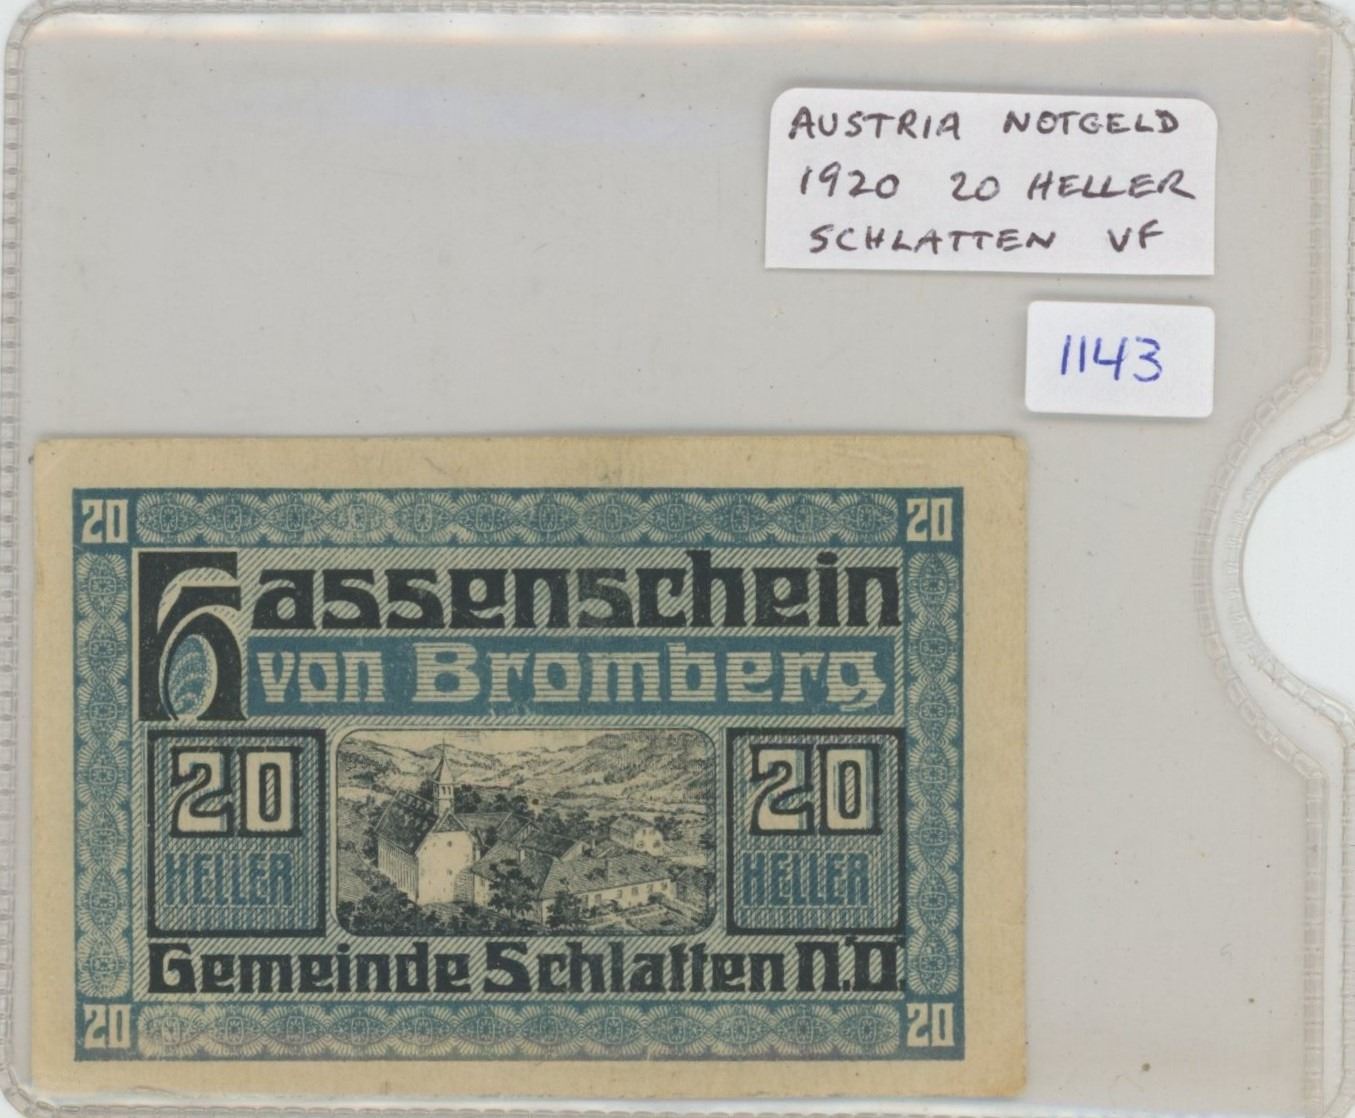 AUSTRIA NOTGELD
1920 20 HELLER
SCHLATTEN VF
1143
20 20
Kassenschein
von Bromberg
20 20
HELLER HELLER
Gemeinde Schlatten N.Ö.
20 20